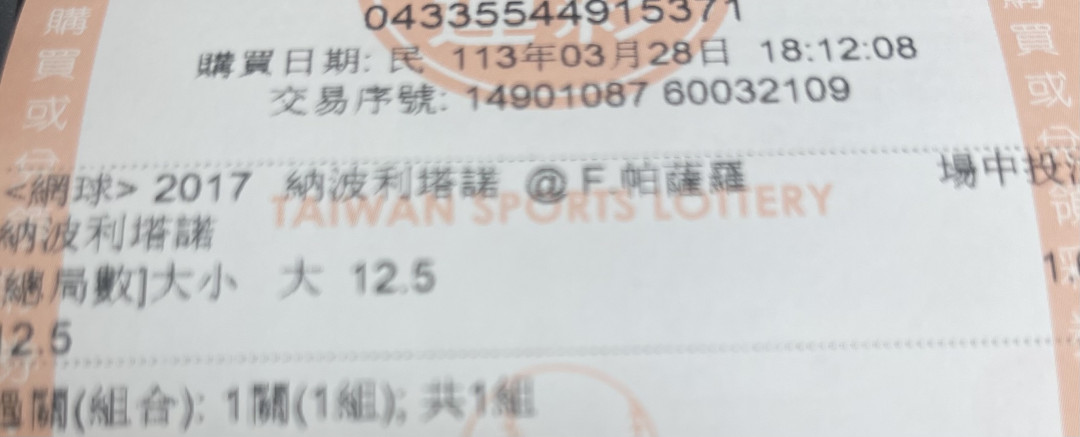 04335554491537
購買日期: 民 113年03月28日 18:12:08
交易序號: 14901087 60032109
<網球> 2017 納波利塔諾 @ F.帕薩羅 場中投
TAIWAN SPORTS LOTTERY
納波利塔諾
[總局數]大小 大 12.5
12.5
過關(組合): 1關(1組); 共1組
購買或
購買或